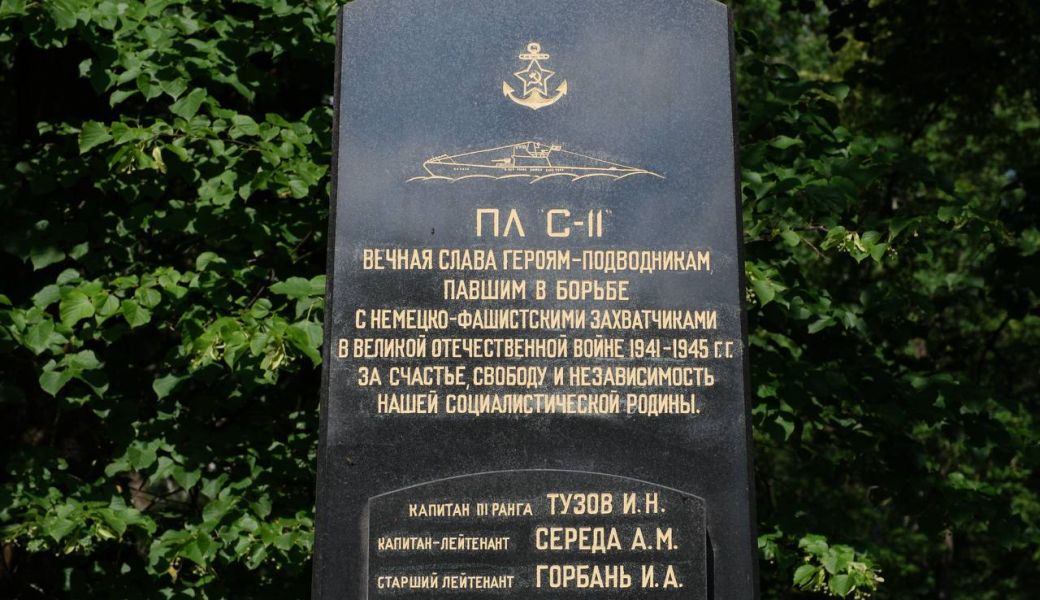 ПЛ "С-11"
ВЕЧНАЯ СЛАВА ГЕРОЯМ-ПОДВОДНИКАМ,
ПАВШИМ В БОРЬБЕ
С НЕМЕЦКО-ФАШИСТСКИМИ ЗАХВАТЧИКАМИ
В ВЕЛИКОЙ ОТЕЧЕСТВЕННОЙ ВОЙНЕ 1941-1945 Г.Г.
ЗА СЧАСТЬЕ, СВОБОДУ И НЕЗАВИСИМОСТЬ
НАШЕЙ СОЦИАЛИСТИЧЕСКОЙ РОДИНЫ.
КАПИТАН III РАНГА ТУЗОВ И.Н.
КАПИТАН-ЛЕЙТЕНАНТ СЕРЕДА А.М.
СТАРШИЙ ЛЕЙТЕНАНТ ГОРБАНЬ И.А.